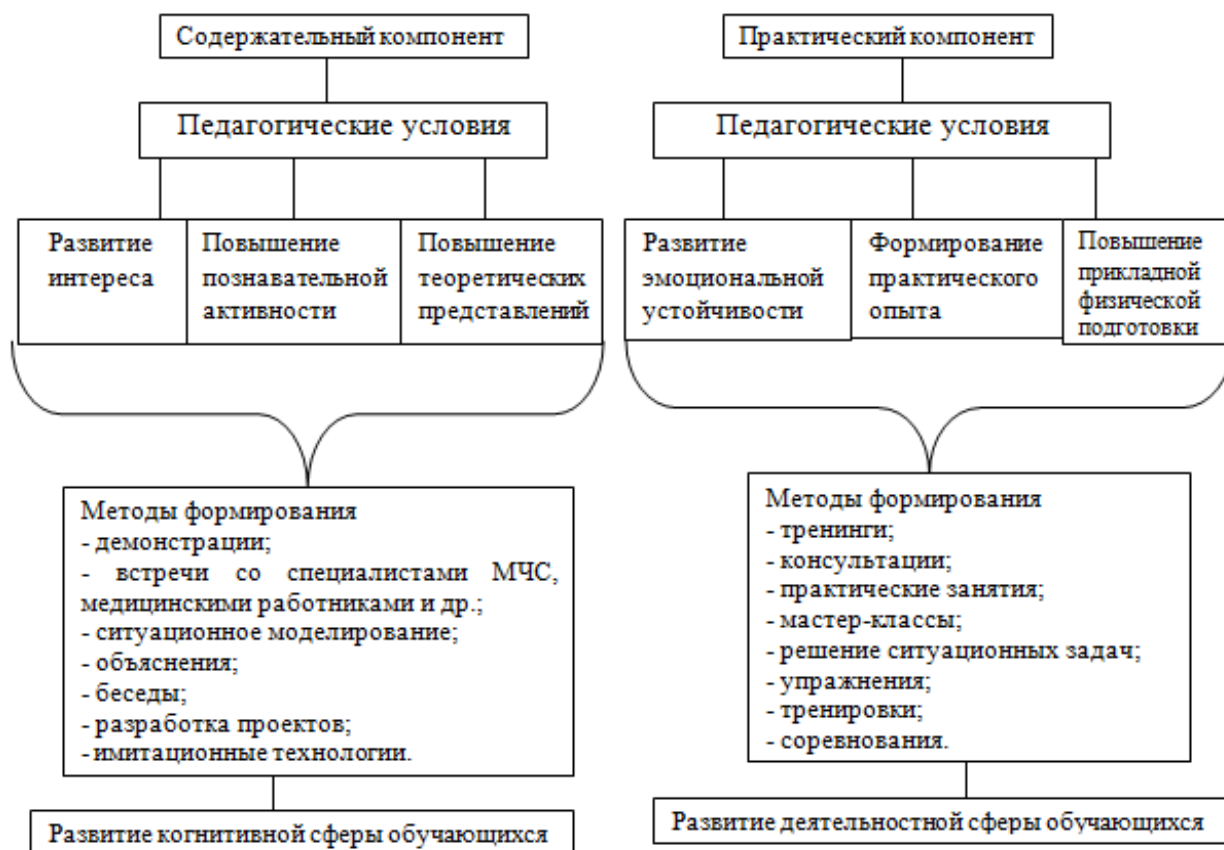 Содержательный компонент
Педагогические условия
Развитие
интереса
Повышение
познавательной
активности
Повышение
теоретических
представлений
Методы формирования
- демонстрации;
- встречи со специалистами МЧС,
медицинскими работниками и др.;
- ситуационное моделирование;
- объяснения;
- беседы;
- разработка проектов;
- имитационные технологии.
Развитие когнитивной сферы обучающихся
Практический компонент
Педагогические условия
Развитие
эмоциональной
устойчивости
Формирование
практического
опыта
Повышение
прикладной
физической
подготовки
Методы формирования
- тренинги;
- консультации;
- практические занятия;
- мастер-классы;
- решение ситуационных задач;
- упражнения;
- тренировки;
- соревнования.
Развитие деятельностной сферы обучающихся